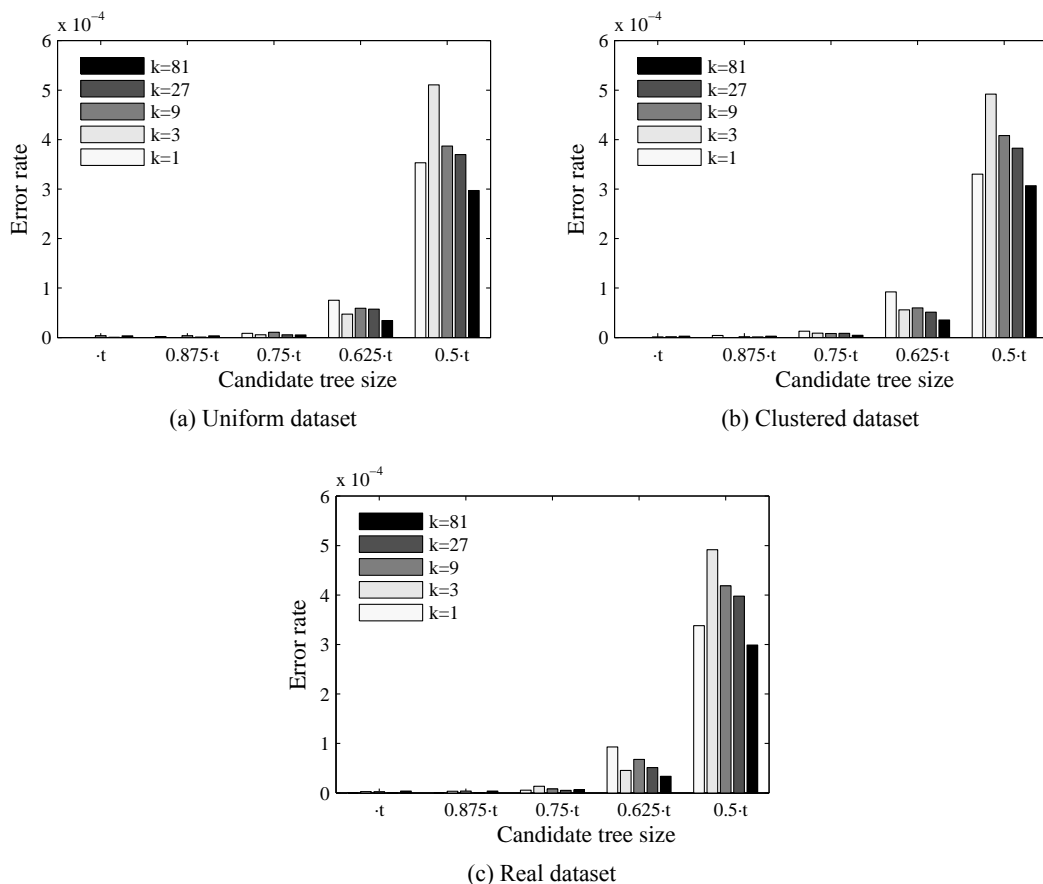 x 10⁻⁴
6
5
4
3
2
1
0
Error rate
k=81
k=27
k=9
k=3
k=1
·t 0.875·t 0.75·t 0.625·t 0.5·t
Candidate tree size
(a) Uniform dataset
x 10⁻⁴
6
5
4
3
2
1
0
Error rate
k=81
k=27
k=9
k=3
k=1
·t 0.875·t 0.75·t 0.625·t 0.5·t
Candidate tree size
(b) Clustered dataset
x 10⁻⁴
6
5
4
3
2
1
0
Error rate
k=81
k=27
k=9
k=3
k=1
·t 0.875·t 0.75·t 0.625·t 0.5·t
Candidate tree size
(c) Real dataset